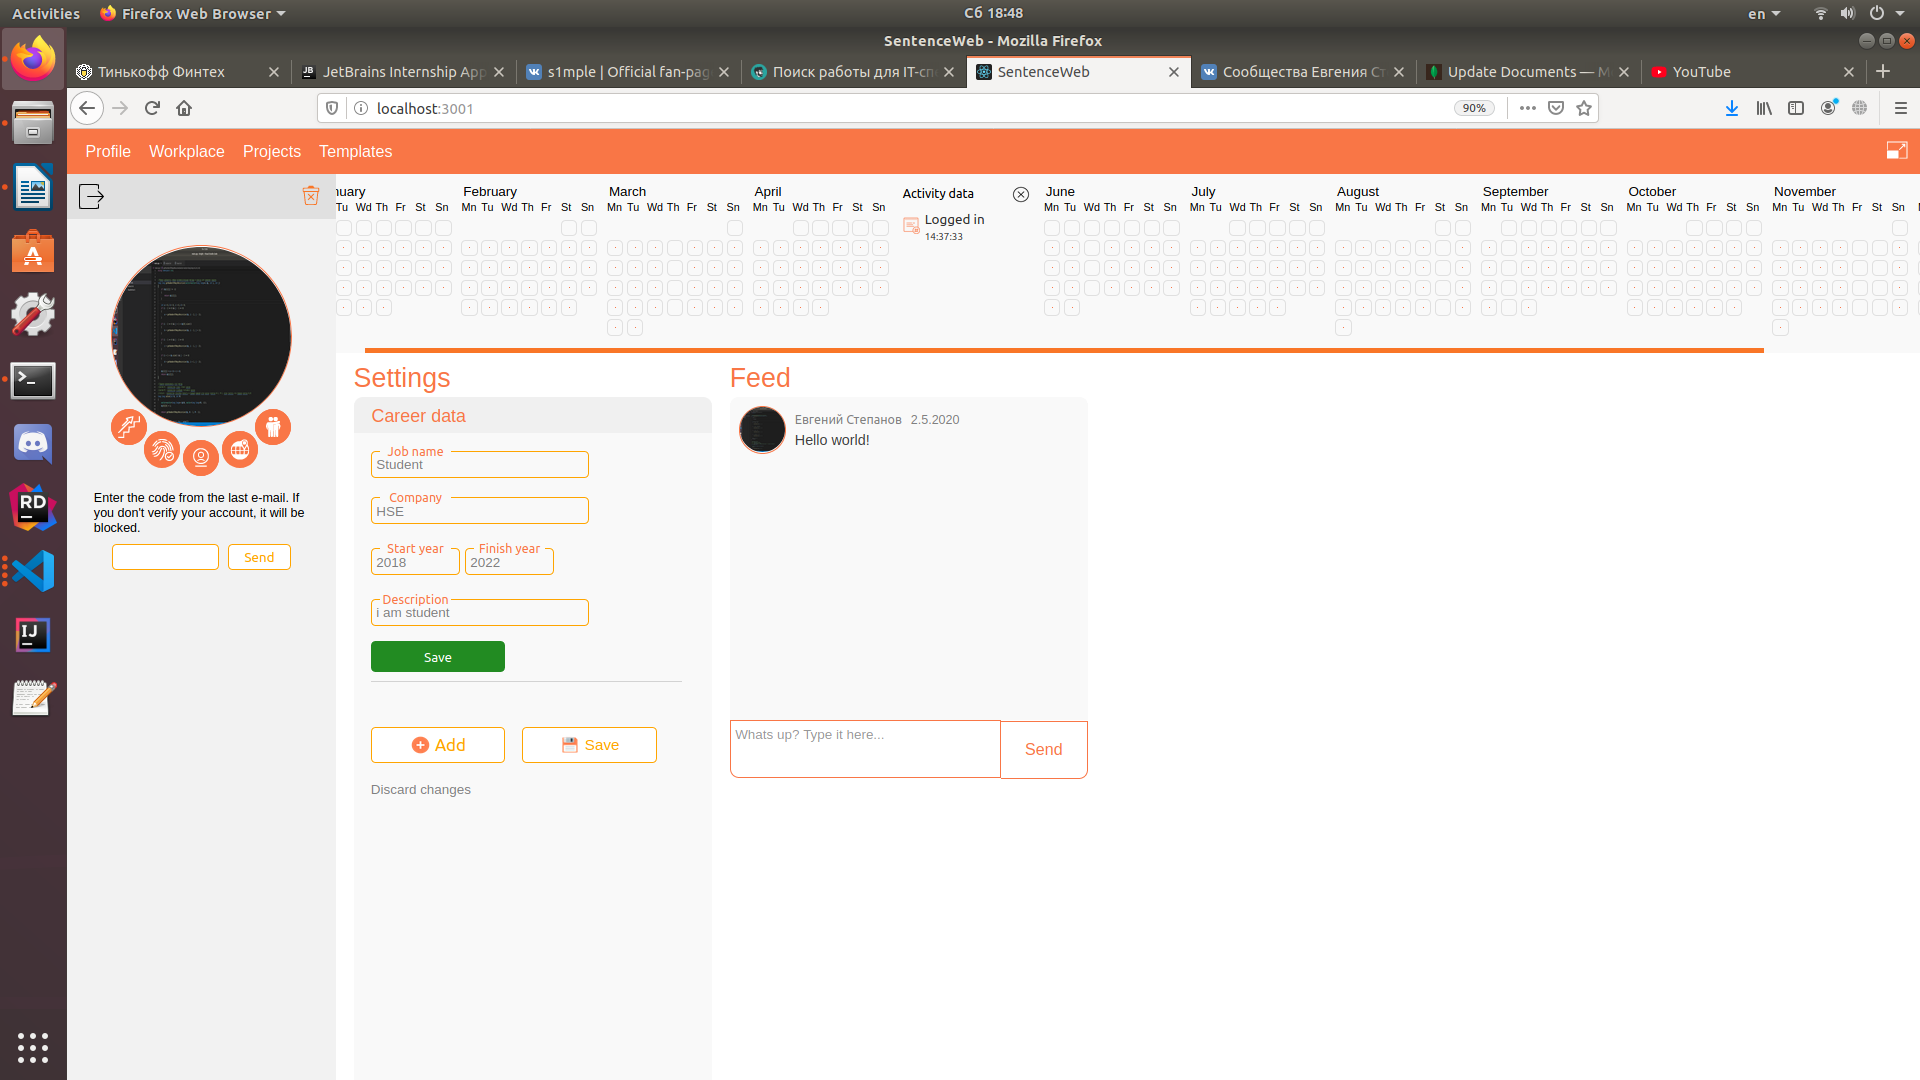 Activities Firefox Web Browser Сб 18:48 en
SentenceWeb - Mozilla Firefox
Тинькофф Финтех JetBrains Internship App s1mple | Official fan-pag Поиск работы для IT-сп SentenceWeb Сообщества Евгения Ст Update Documents — M YouTube
localhost:3001 90%
Profile Workplace Projects Templates
nuary February March April June July August September October November
Tu Wd Th Fr St Sn Mn Tu Wd Th Fr St Sn Mn Tu Wd Th Fr St Sn Mn Tu Wd Th Fr St Sn Mn Tu Wd Th Fr St Sn Mn Tu Wd Th Fr St Sn Mn Tu Wd Th Fr St Sn Mn Tu Wd Th Fr St Sn Mn Tu Wd Th Fr St Sn Mn Tu Wd Th Fr St Sn
Activity data
Logged in
14:37:33
Enter the code from the last e-mail. If
you don't verify your account, it will be
blocked.
Send
Settings
Career data
Job name
Student
Company
HSE
Start year Finish year
2018 2022
Description
i am student
Save
Add Save
Discard changes
Feed
Евгений Степанов 2.5.2020
Hello world!
Whats up? Type it here...
Send
RD
IJ